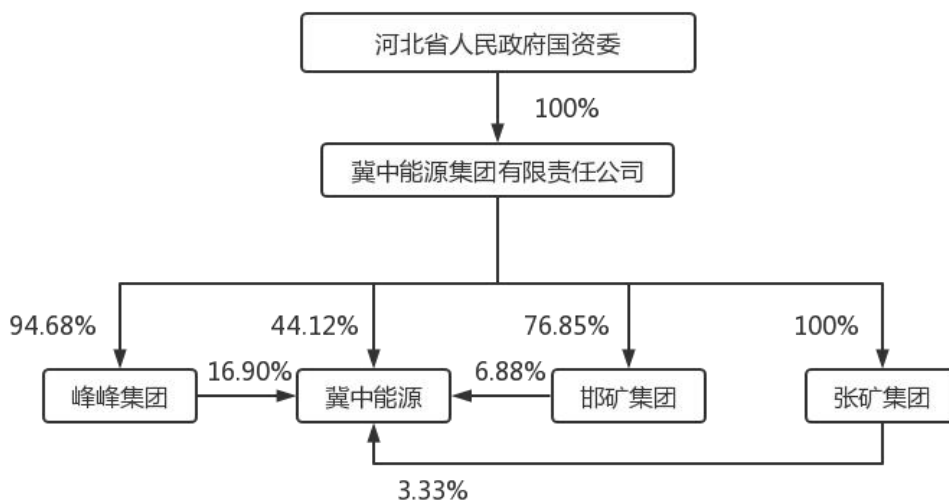 河北省人民政府国资委
100%
冀中能源集团有限责任公司
94.68%
44.12%
76.85%
100%
峰峰集团
16.90%
冀中能源
6.88%
邯矿集团
张矿集团
3.33%